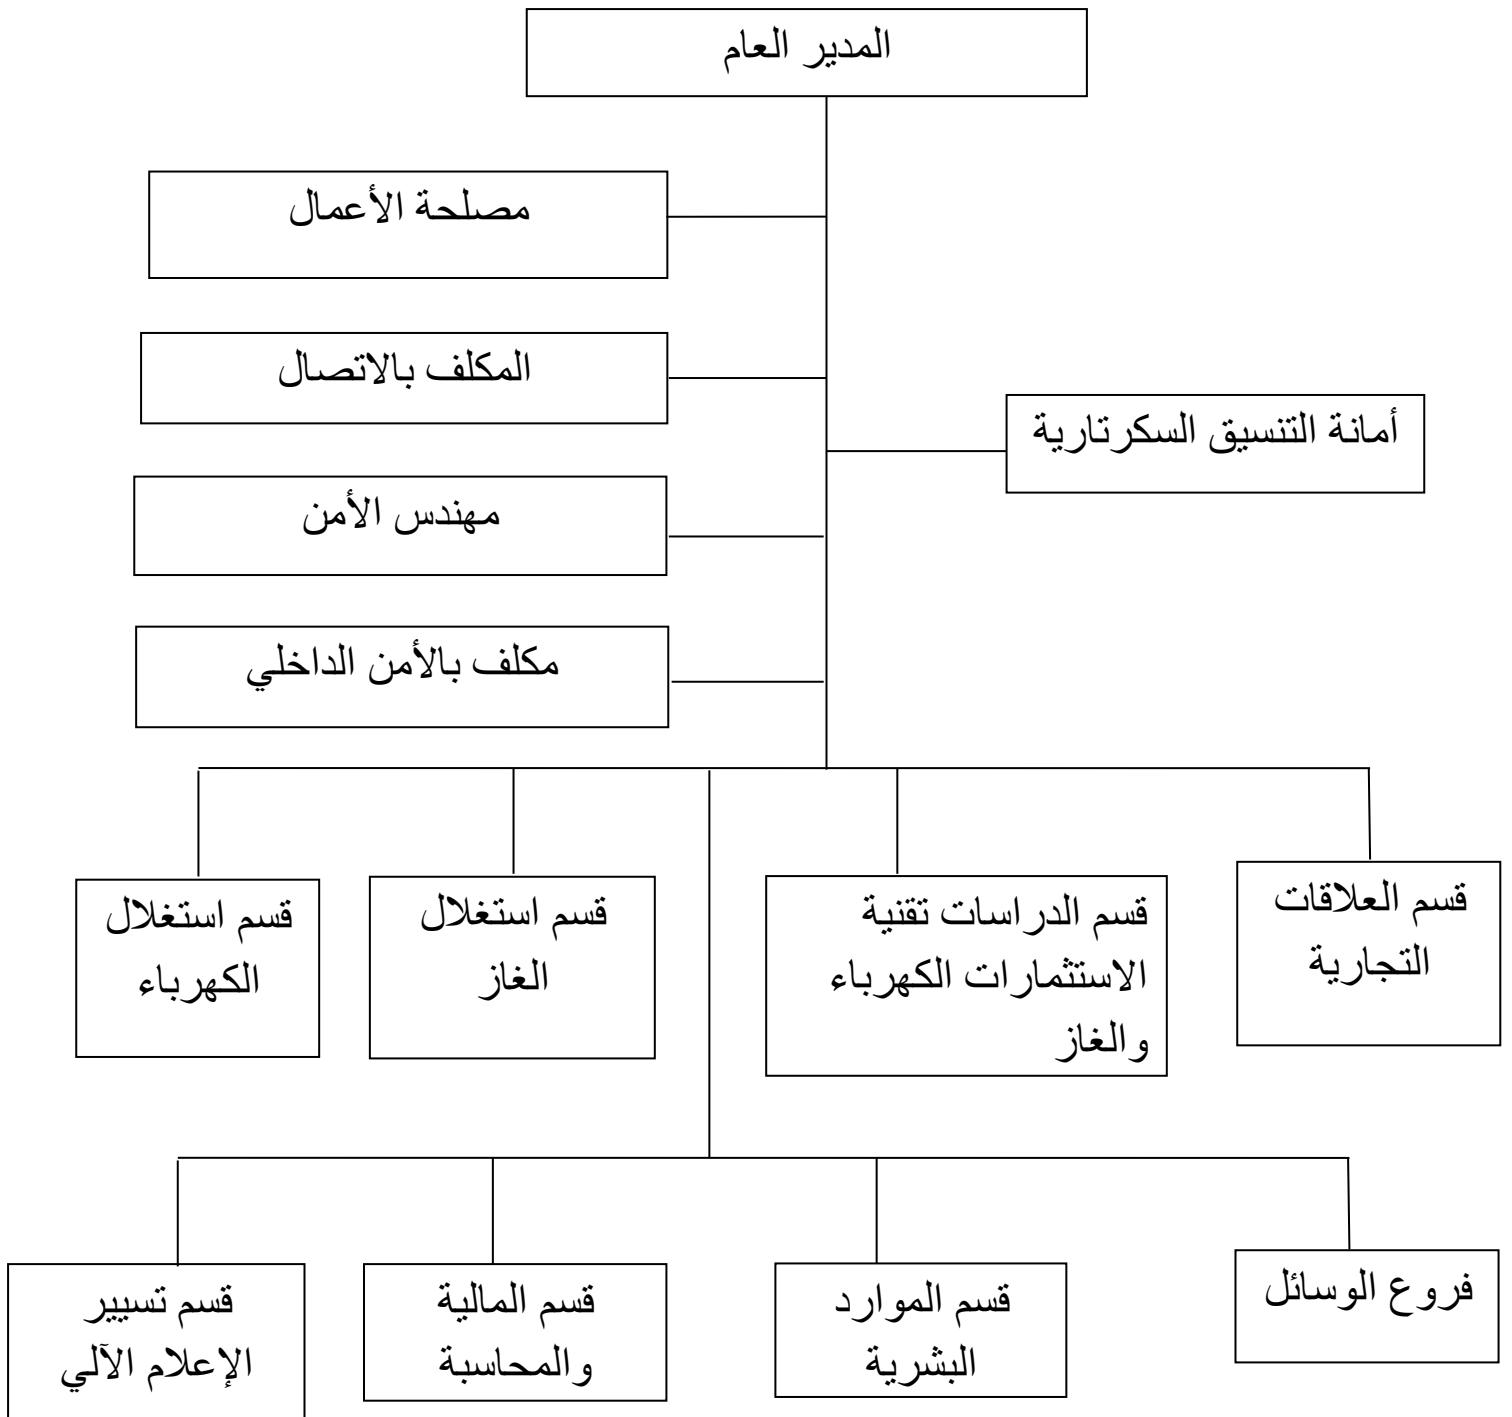 المدير العام
مصلحة الأعمال
المكلف بالاتصال
أمانة التنسيق السكرتارية
مهندس الأمن
مكلف بالأمن الداخلي
قسم العلاقات
التجارية
قسم الدراسات تقنية
الاستثمارات الكهرباء
والغاز
قسم استغلال
الغاز
قسم استغلال
الكهرباء
فروع الوسائل
قسم الموارد
البشرية
قسم المالية
والمحاسبة
قسم تسيير
الإعلام الآلي